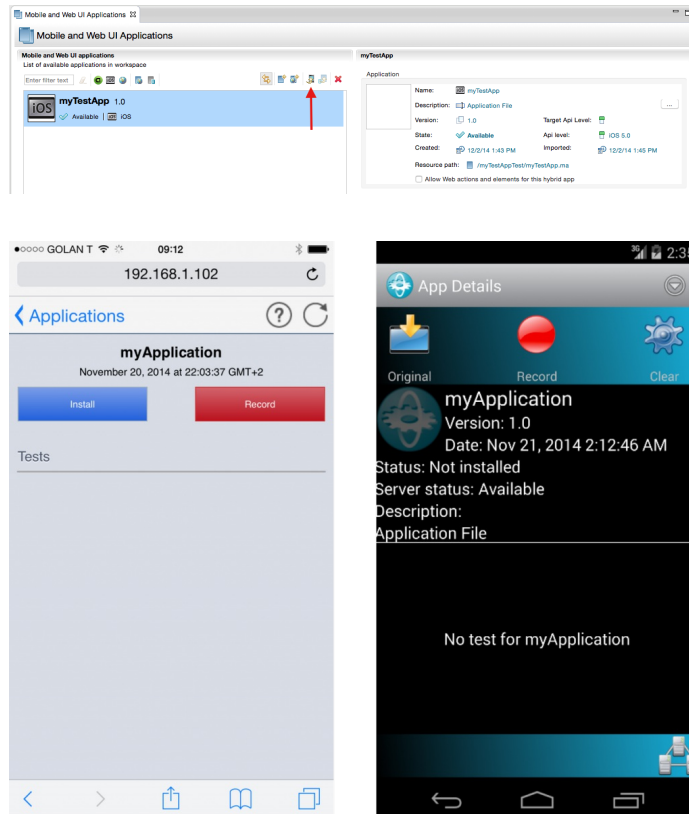 Mobile and Web UI Applications
Mobile and Web UI Applications
Mobile and Web UI applications
List of available applications in workspace
Enter filter text
iOS
myTestApp 1.0
Available | iOS
myTestApp
Application
Name: myTestApp
Description: Application File
...
Version: 1.0 Target Api Level:
State: Available Api level: iOS 5.0
Created: 12/2/14 1:43 PM Imported: 12/2/14 1:45 PM
Resource path: /myTestAppTest/myTestApp.ma
Allow Web actions and elements for this hybrid app
GOLAN T 09:12
192.168.1.102
Applications ?
myApplication
November 20, 2014 at 22:03:37 GMT+2
Install Record
Tests
3G 2:35
App Details
Original Record Clear
myApplication
Version: 1.0
Date: Nov 21, 2014 2:12:46 AM
Status: Not installed
Server status: Available
Description:
Application File
No test for myApplication